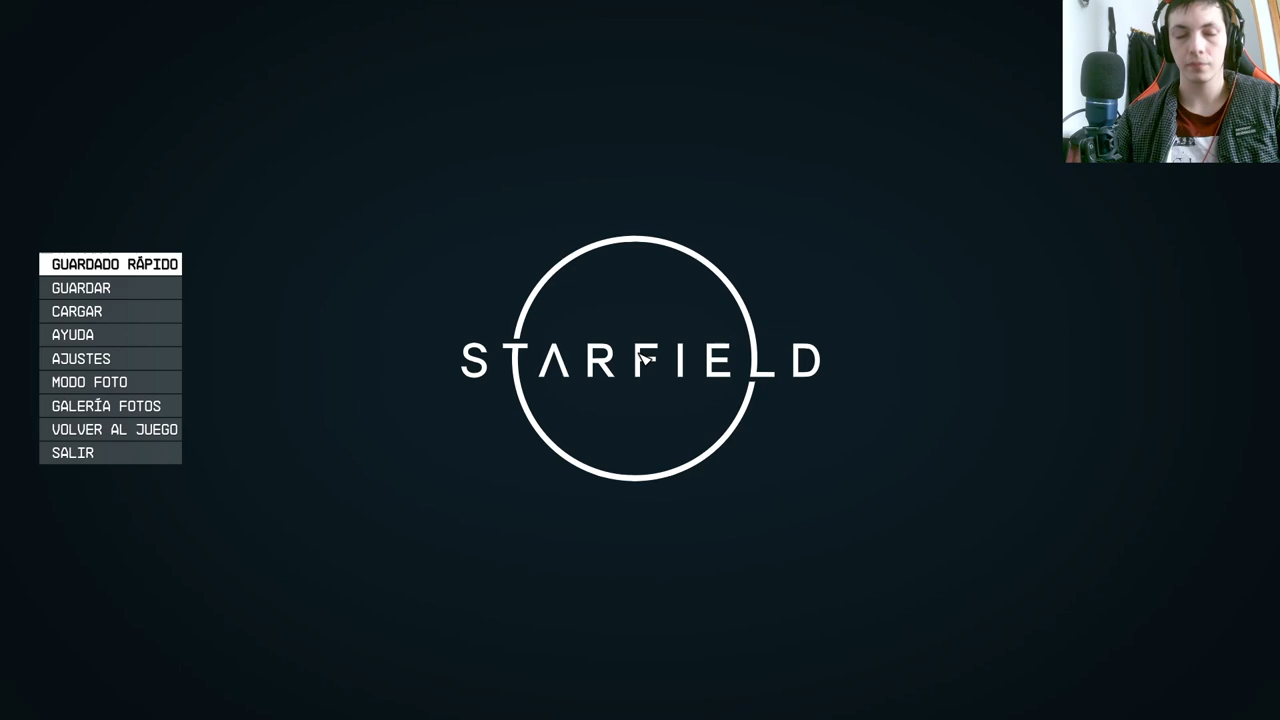 GUARDADO RÁPIDO
GUARDAR
CARGAR
AYUDA
AJUSTES
MODO FOTO
GALERÍA FOTOS
VOLVER AL JUEGO
SALIR
STARFIELD